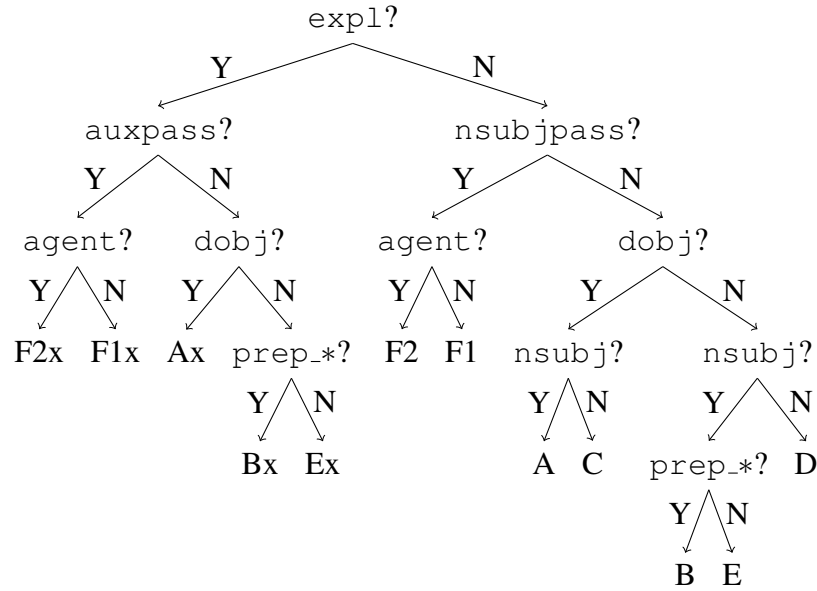 expl?
Y N
auxpass? nsubjpass?
Y N Y N
agent? dobj? agent? dobj?
Y N Y N Y N Y N
F2x F1x Ax prep_*? F2 F1 nsubj? nsubj?
Y N Y N Y N
Bx Ex A C prep_*? D
Y N
B E